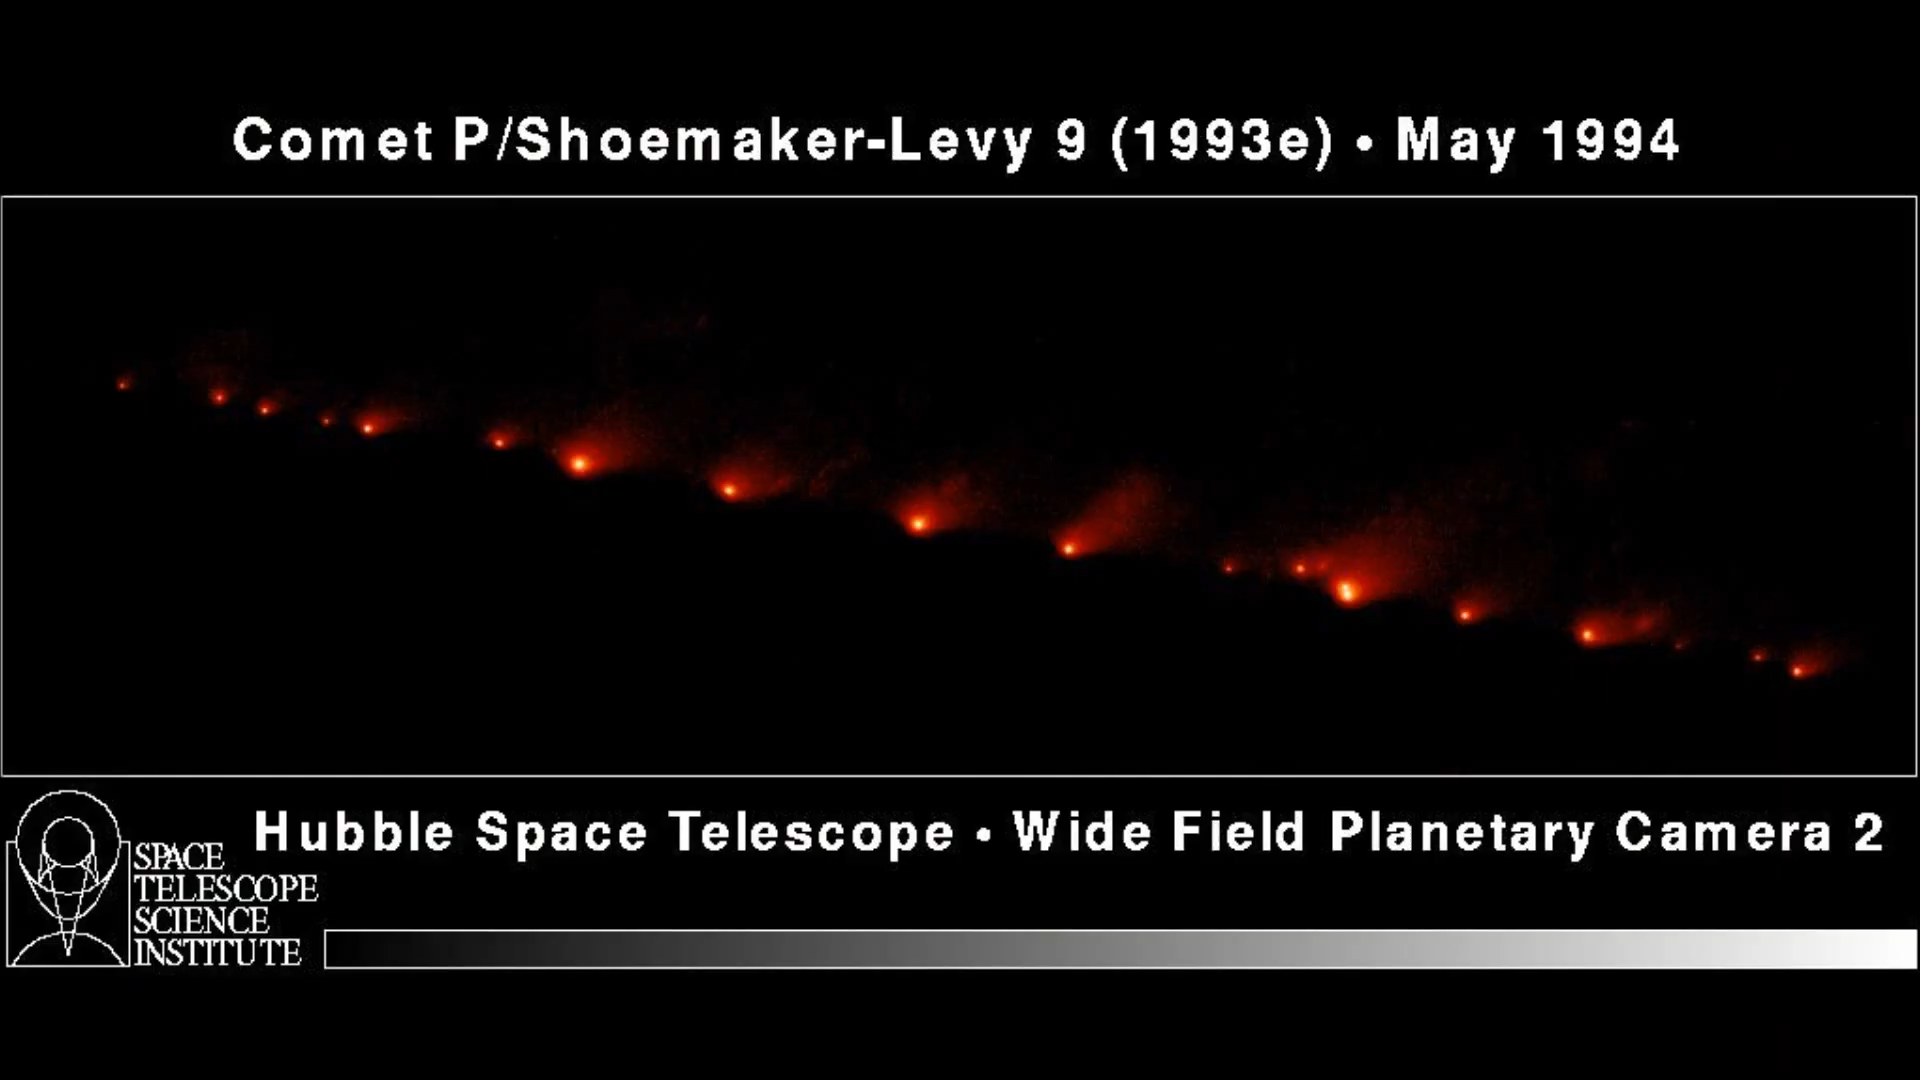 Comet P/Shoemaker-Levy 9 (1993e) • May 1994
Hubble Space Telescope • Wide Field Planetary Camera 2
SPACE
TELESCOPE
SCIENCE
INSTITUTE